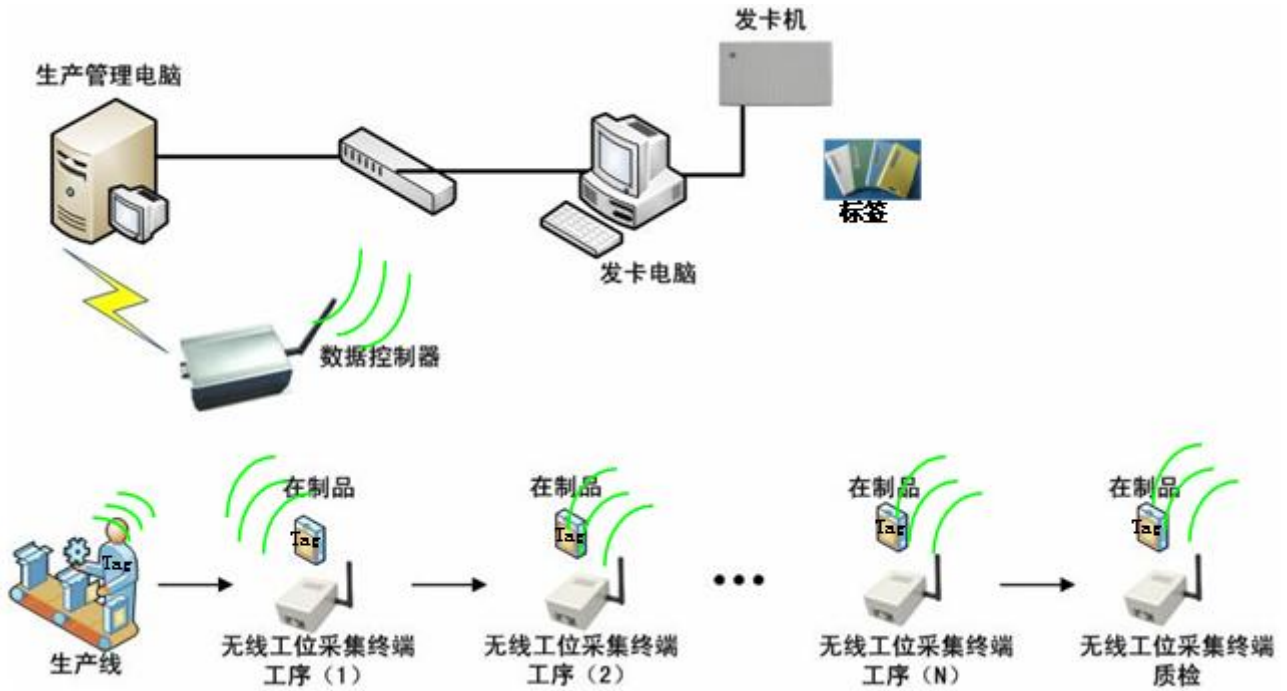 发卡机
生产管理电脑
标签
发卡电脑
数据控制器
在制品
在制品
在制品
在制品
Tag
Tag
Tag
Tag
Tag
生产线
无线工位采集终端
工序（1）
无线工位采集终端
工序（2）
•••
无线工位采集终端
工序（N）
无线工位采集终端
质检